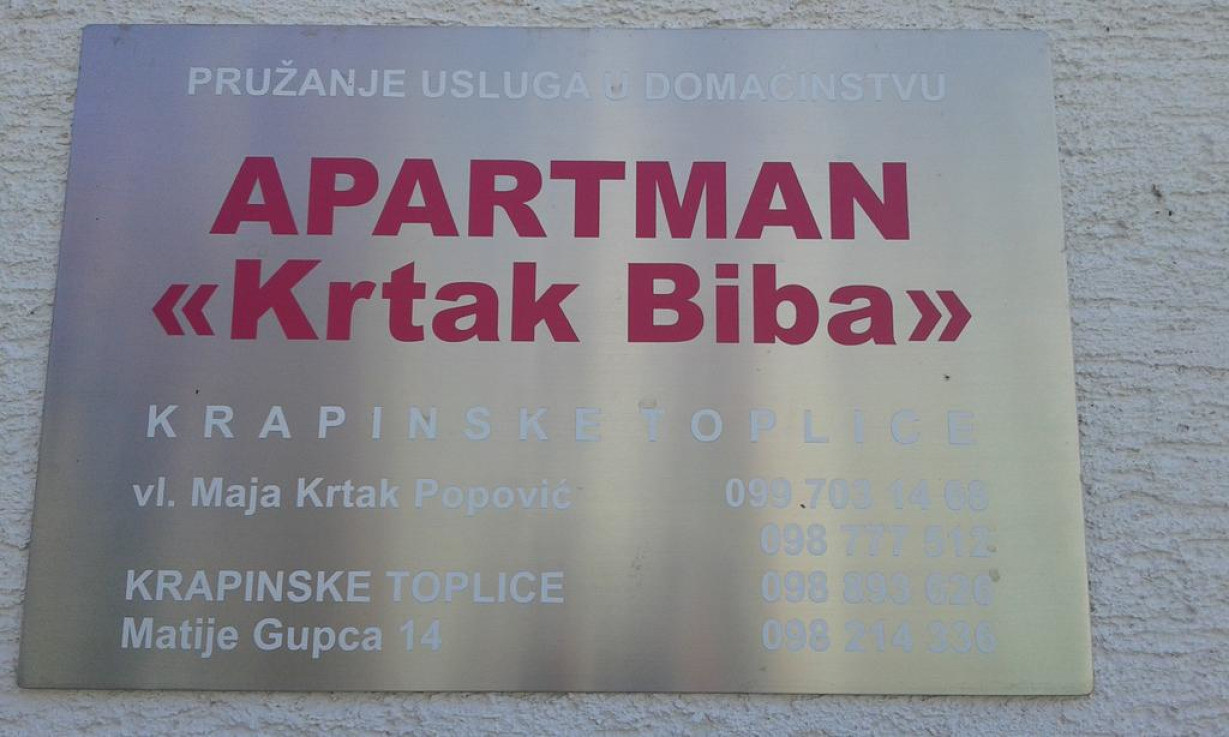 PRUŽANJE USLUGA U DOMAĆINSTVU
APARTMAN
«Krtak Biba»
KRAPINSKE TOPLICE
vl. Maja Krtak Popović 099 703 14 68
098 777 512
KRAPINSKE TOPLICE 098 893 626
Matije Gupca 14 098 214 336